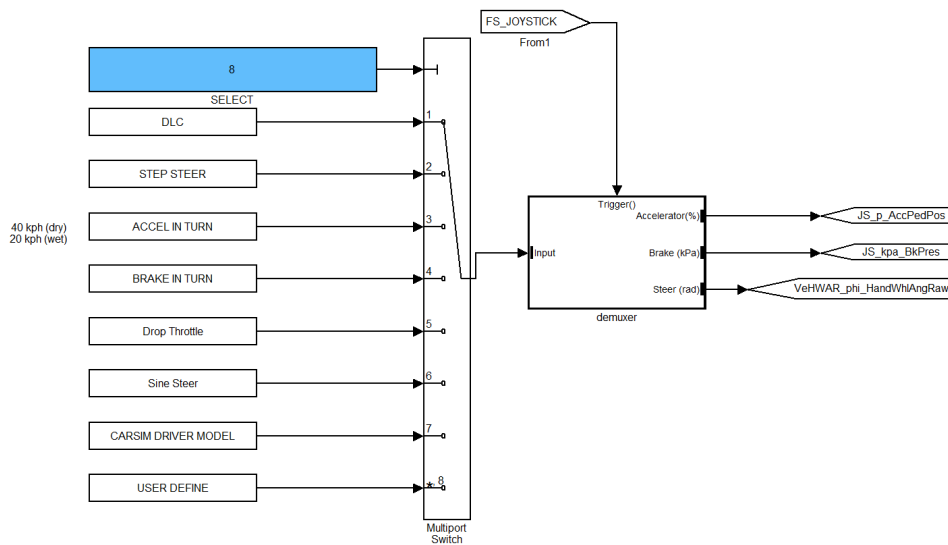 FS_JOYSTICK
From1
8
SELECT
DLC
1
STEP STEER
2
40 kph (dry)
20 kph (wet)
ACCEL IN TURN
3
BRAKE IN TURN
4
Drop Throttle
5
Sine Steer
6
CARSIM DRIVER MODEL
7
USER DEFINE
*, 8
Multiport
Switch
Trigger()
Input
Accelerator(%)
Brake (kPa)
Steer (rad)
demuxer
JS_p_AccPedPos
JS_kpa_BkPres
VeHWAR_phi_HandWhlAngRaw